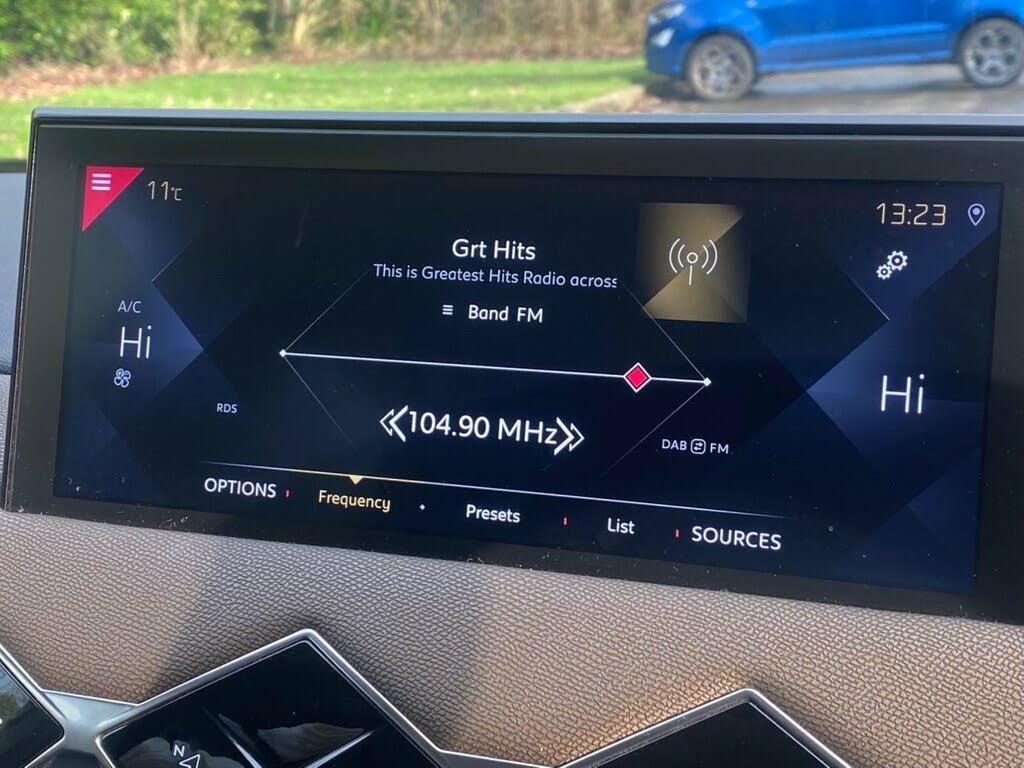 11°C
13:23
Grt Hits
This is Greatest Hits Radio across
Band FM
A/C
Hi
Hi
RDS
104.90 MHz
DAB FM
OPTIONS Frequency Presets List SOURCES
N